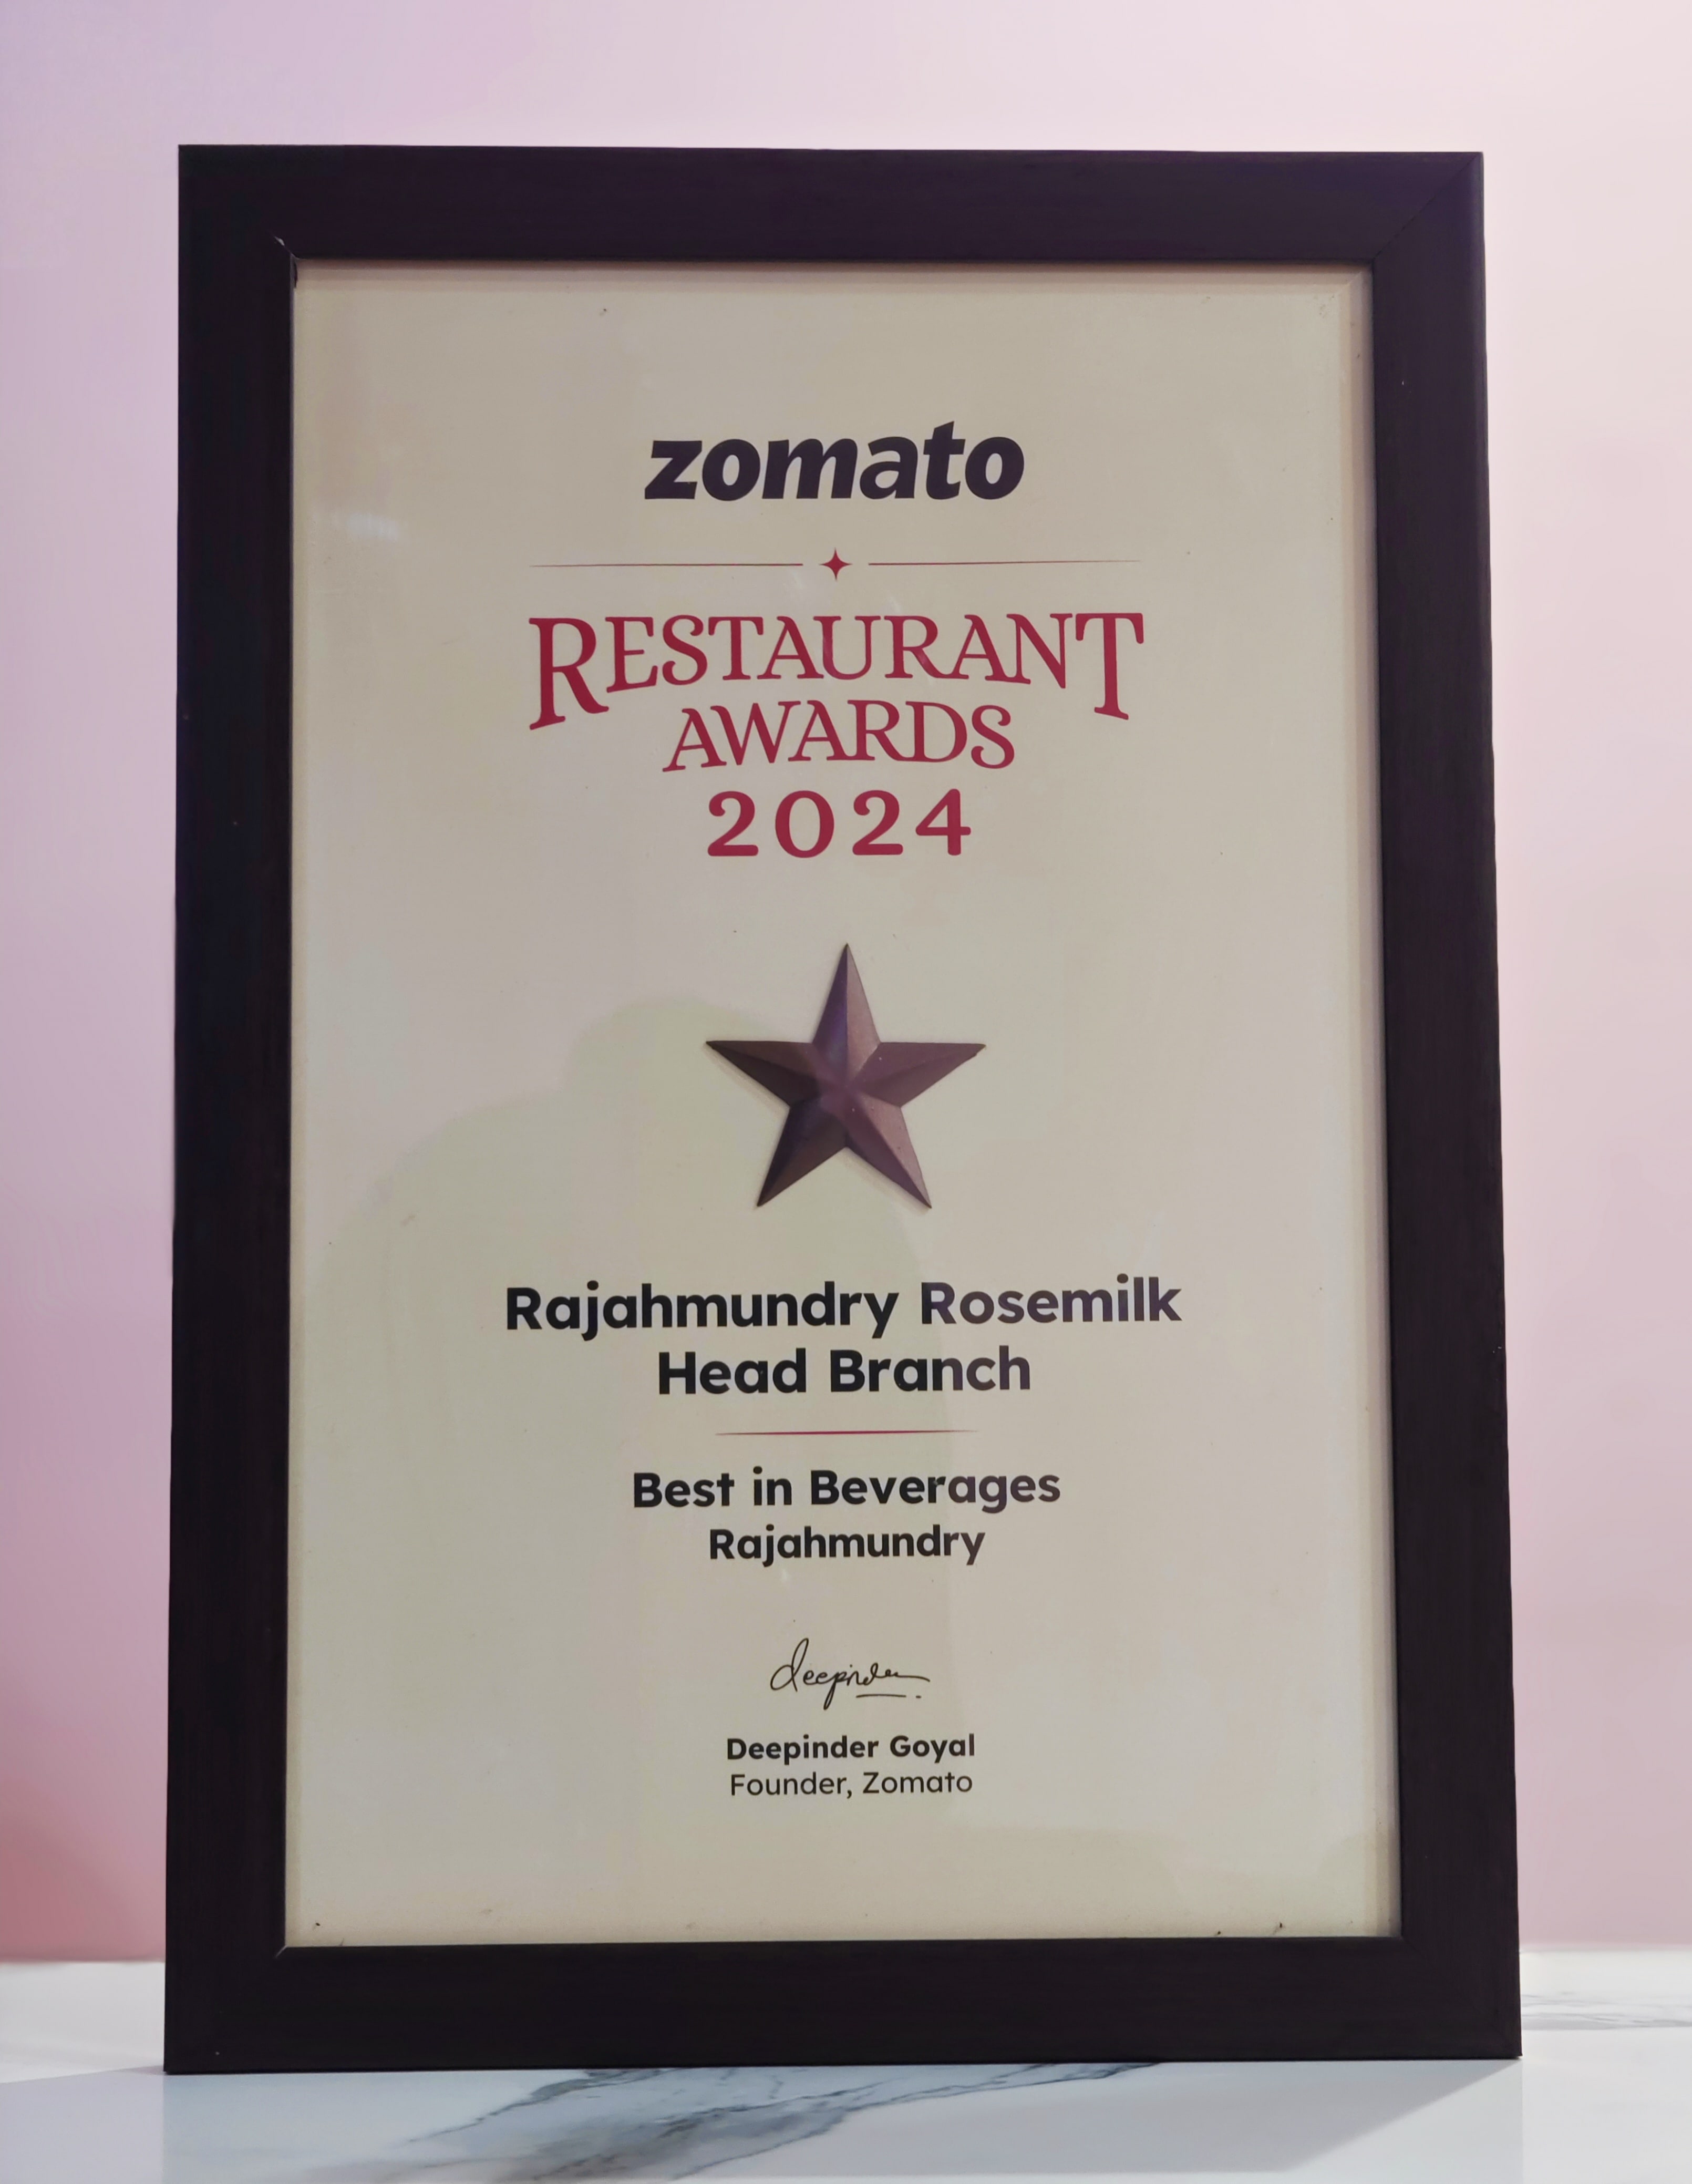 zomato
RESTAURANT
AWARDS
2024
Rajahmundry Rosemilk
Head Branch
Best in Beverages
Rajahmundry
deepinder
Deepinder Goyal
Founder, Zomato